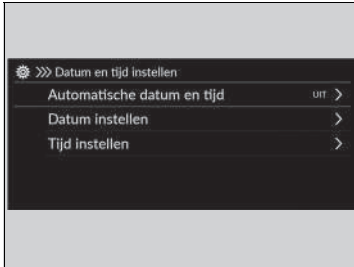 Datum en tijd instellen
Automatische datum en tijd UIT
Datum instellen
Tijd instellen